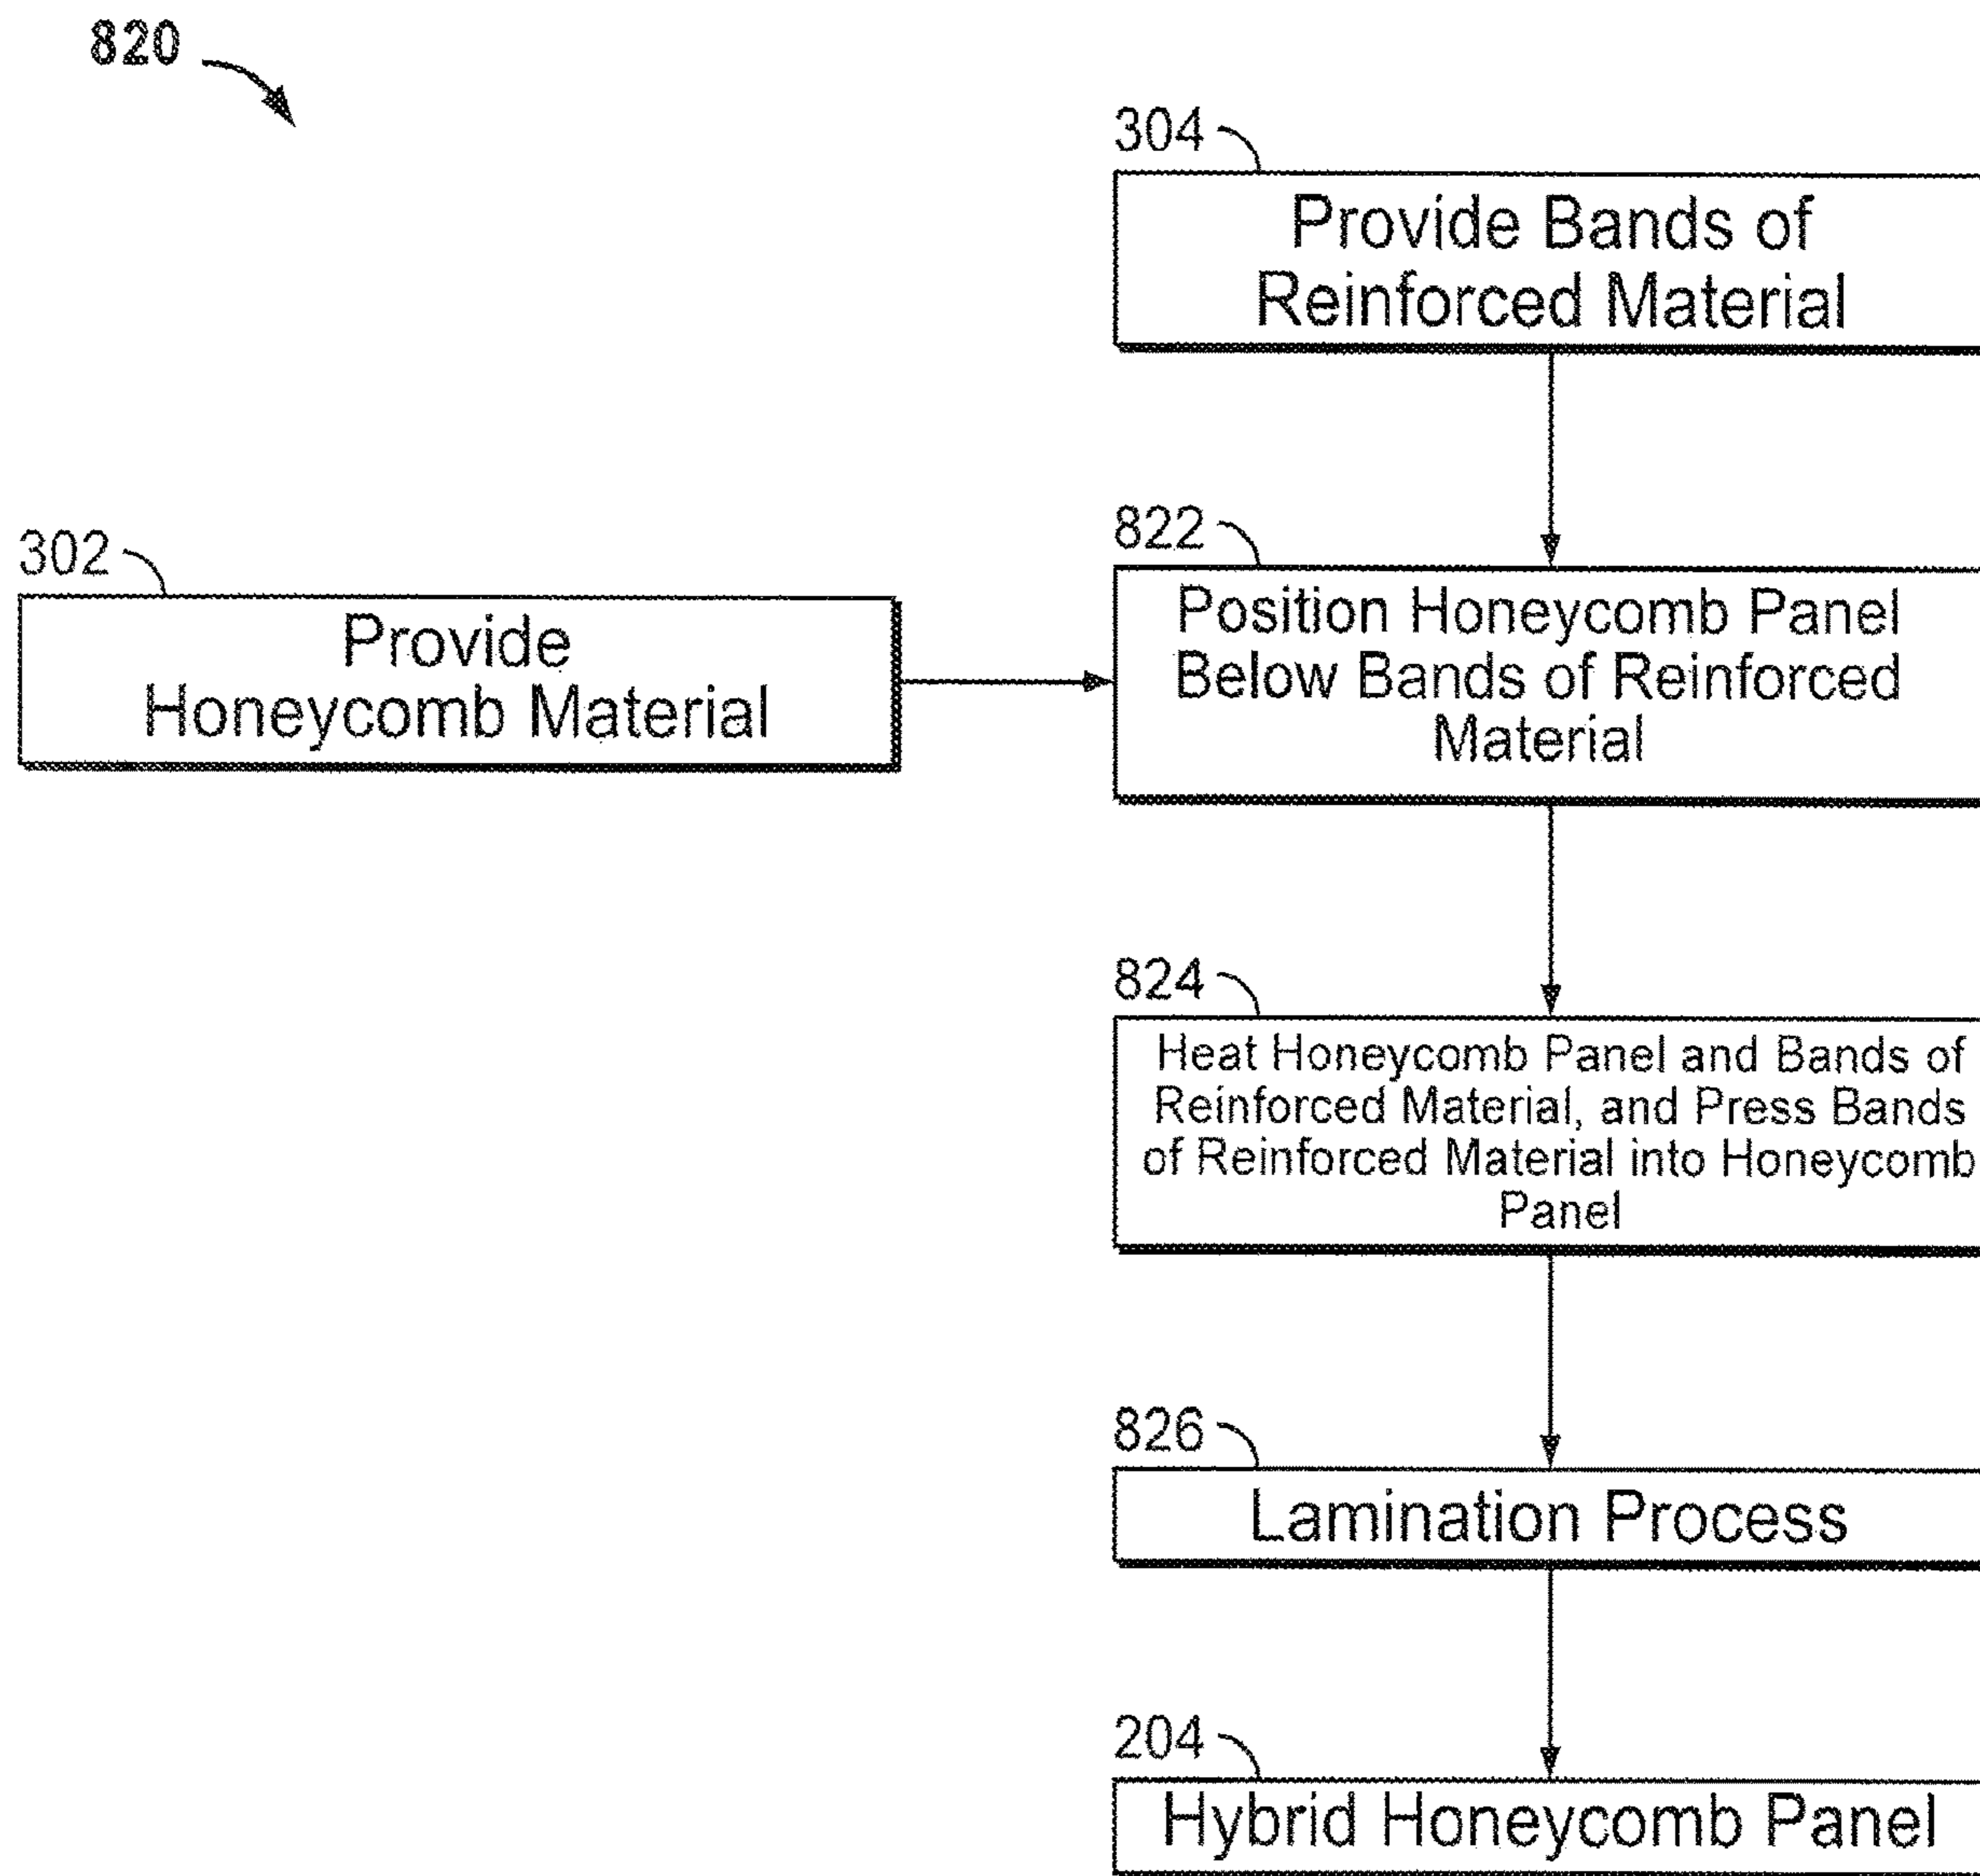 820
304
Provide Bands of
Reinforced Material
302
Provide
Honeycomb Material
822
Position Honeycomb Panel
Below Bands of Reinforced
Material
824
Heat Honeycomb Panel and Bands of
Reinforced Material, and Press Bands
of Reinforced Material into Honeycomb
Panel
826
Lamination Process
204
Hybrid Honeycomb Panel